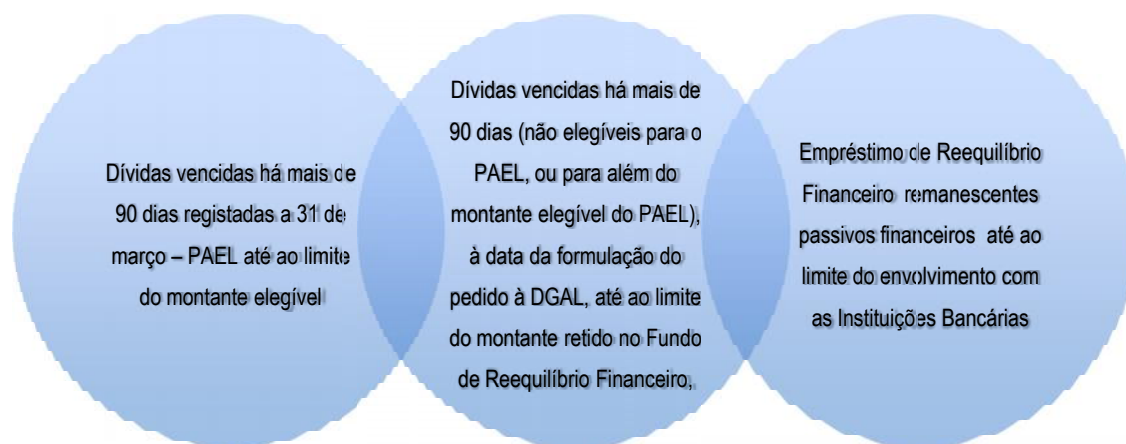 Dívidas vencidas há mais de
90 dias registadas a 31 de
março – PAEL até ao limite
do montante elegível
Dívidas vencidas há mais de
90 dias (não elegíveis para o
PAEL, ou para além do
montante elegível do PAEL),
à data da formulação do
pedido à DGAL, até ao limite
do montante retido no Fundo
de Reequilíbrio Financeiro,
Empréstimo de Reequilíbrio
Financeiro remanescentes
passivos financeiros até ao
limite do envolvimento com
as Instituições Bancárias